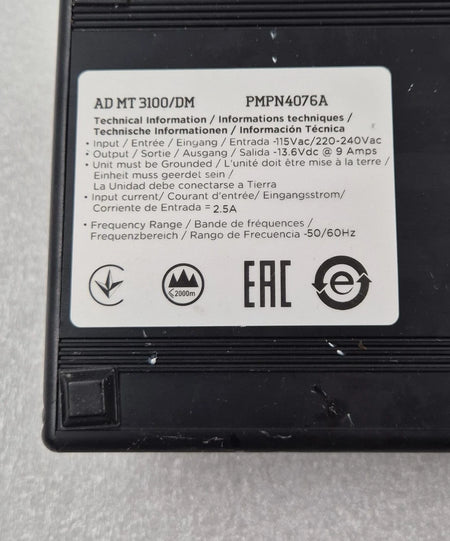 AD MT 3100/DM PMPN4076A
Technical Information / Informations techniques /
Technische Informationen / Información Técnica
• Input / Entrée / Eingang / Entrada -115Vac/220-240Vac
• Output / Sortie / Ausgang / Salida -13.6Vdc @ 9 Amps
• Unit must be Grounded / L'unité doit être mise à la terre /
Einheit muss geerdet sein /
La Unidad debe conectarse a Tierra
• Input current/ Courant d'entrée/ Eingangsstrom/
Corriente de Entrada = 2.5A
• Frequency Range / Bande de fréquences /
Frequenzbereich / Rango de Frecuencia -50/60Hz
≤2000m EAC e